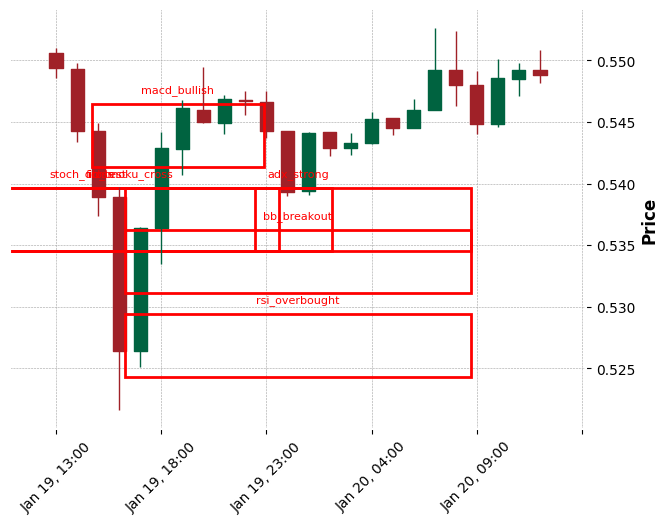 macd_bullish
ichimoku_cross
adx_strong
bb_breakout
rsi_overbought
0.550
0.545
0.540
0.535
0.530
0.525
Price
Jan 19, 13:00
Jan 19, 18:00
Jan 19, 23:00
Jan 20, 04:00
Jan 20, 09:00